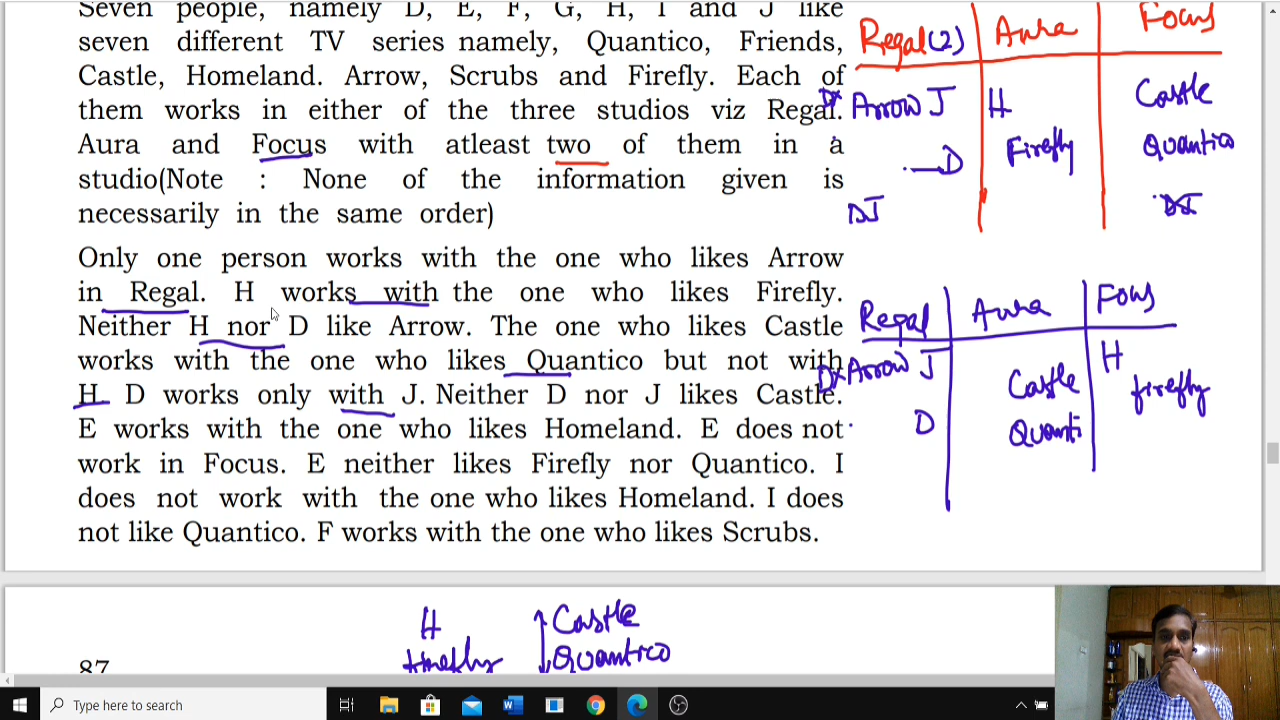 Seven people, namely D, E, F, G, H, I and J like
seven different TV series namely, Quantico, Friends,
Castle, Homeland. Arrow, Scrubs and Firefly. Each of
them works in either of the three studios viz Regal.
Aura and Focus with atleast two of them in a
studio(Note : None of the information given is
necessarily in the same order)
Only one person works with the one who likes Arrow
in Regal. H works with the one who likes Firefly.
Neither H nor D like Arrow. The one who likes Castle
works with the one who likes Quantico but not with
H. D works only with J. Neither D nor J likes Castle.
E works with the one who likes Homeland. E does not
work in Focus. E neither likes Firefly nor Quantico. I
does not work with the one who likes Homeland. I does
not like Quantico. F works with the one who likes Scrubs.
Regal(2) Aura Focus
Dx Arrow J H Castle
D Firefly Quantico
DJ DJ
Regal Aura Focus
Dx Arrow J Castle H
D Quanti firefly
H Castle
Quantico
87
Type here to search